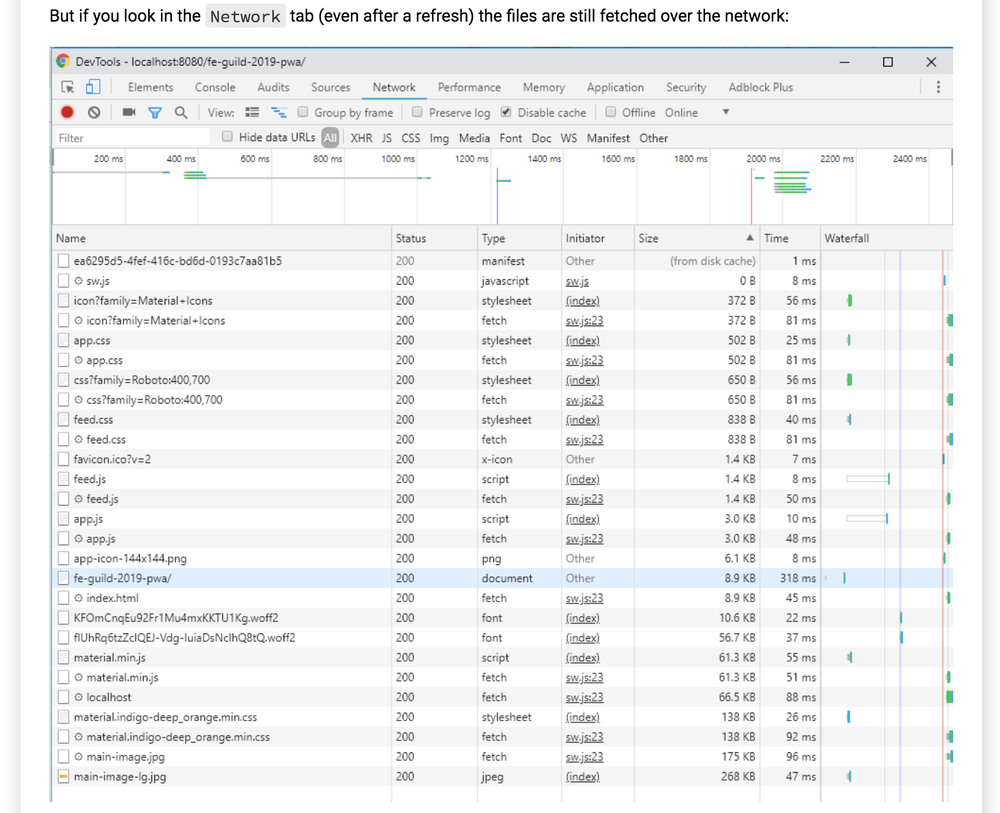 But if you look in the Network tab (even after a refresh) the files are still fetched over the network:
DevTools - localhost:8080/fe-guild-2019-pwa/
Elements Console Audits Sources Network Performance Memory Application Security Adblock Plus
View: Group by frame Preserve log Disable cache Offline Online
Filter Hide data URLs All XHR JS CSS Img Media Font Doc WS Manifest Other
200 ms 400 ms 600 ms 800 ms 1000 ms 1200 ms 1400 ms 1600 ms 1800 ms 2000 ms 2200 ms 2400 ms
Name Status Type Initiator Size Time Waterfall
ea6295d5-4fef-416c-bd6d-0193c7aa81b5 200 manifest Other (from disk cache) 1 ms
sw.js 200 javascript sw.js 0 B 8 ms
icon?family=Material+Icons 200 stylesheet (index) 372 B 56 ms
icon?family=Material+Icons 200 fetch sw.js:23 372 B 81 ms
app.css 200 stylesheet (index) 502 B 25 ms
app.css 200 fetch sw.js:23 502 B 81 ms
css?family=Roboto:400,700 200 stylesheet (index) 650 B 56 ms
css?family=Roboto:400,700 200 fetch sw.js:23 650 B 81 ms
feed.css 200 stylesheet (index) 838 B 40 ms
feed.css 200 fetch sw.js:23 838 B 81 ms
favicon.ico?v=2 200 x-icon Other 1.4 KB 7 ms
feed.js 200 script (index) 1.4 KB 8 ms
feed.js 200 fetch sw.js:23 1.4 KB 50 ms
app.js 200 script (index) 3.0 KB 10 ms
app.js 200 fetch sw.js:23 3.0 KB 48 ms
app-icon-144x144.png 200 png Other 6.1 KB 8 ms
fe-guild-2019-pwa/ 200 document Other 8.9 KB 318 ms
index.html 200 fetch sw.js:23 8.9 KB 45 ms
KFOmCnqEu92Fr1Mu4mxKKTU1Kg.woff2 200 font (index) 10.6 KB 22 ms
flUhRq6tzZclQEJ-Vdg-IuiaDsNcIhQ8tQ.woff2 200 font (index) 56.7 KB 37 ms
material.min.js 200 script (index) 61.3 KB 55 ms
material.min.js 200 fetch sw.js:23 61.3 KB 51 ms
localhost 200 fetch sw.js:23 66.5 KB 88 ms
material.indigo-deep_orange.min.css 200 stylesheet (index) 138 KB 26 ms
material.indigo-deep_orange.min.css 200 fetch sw.js:23 138 KB 92 ms
main-image.jpg 200 fetch sw.js:23 175 KB 96 ms
main-image-lg.jpg 200 jpeg (index) 268 KB 47 ms